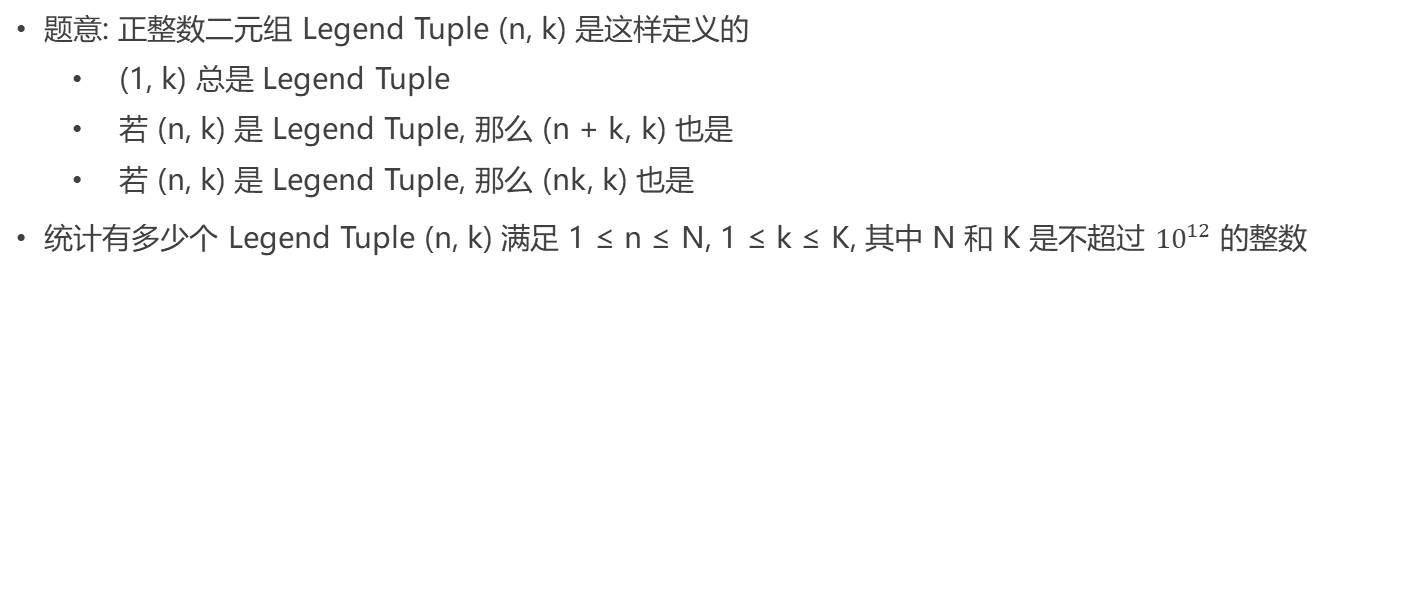 • 题意: 正整数二元组 Legend Tuple (n, k) 是这样定义的
• (1, k) 总是 Legend Tuple
• 若 (n, k) 是 Legend Tuple, 那么 (n + k, k) 也是
• 若 (n, k) 是 Legend Tuple, 那么 (nk, k) 也是
• 统计有多少个 Legend Tuple (n, k) 满足 1 ≤ n ≤ N, 1 ≤ k ≤ K, 其中 N 和 K 是不超过 10¹² 的整数